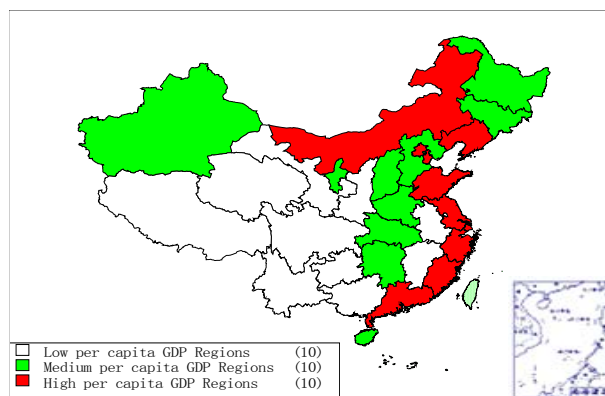 Low per capita GDP Regions (10)
Medium per capita GDP Regions (10)
High per capita GDP Regions (10)